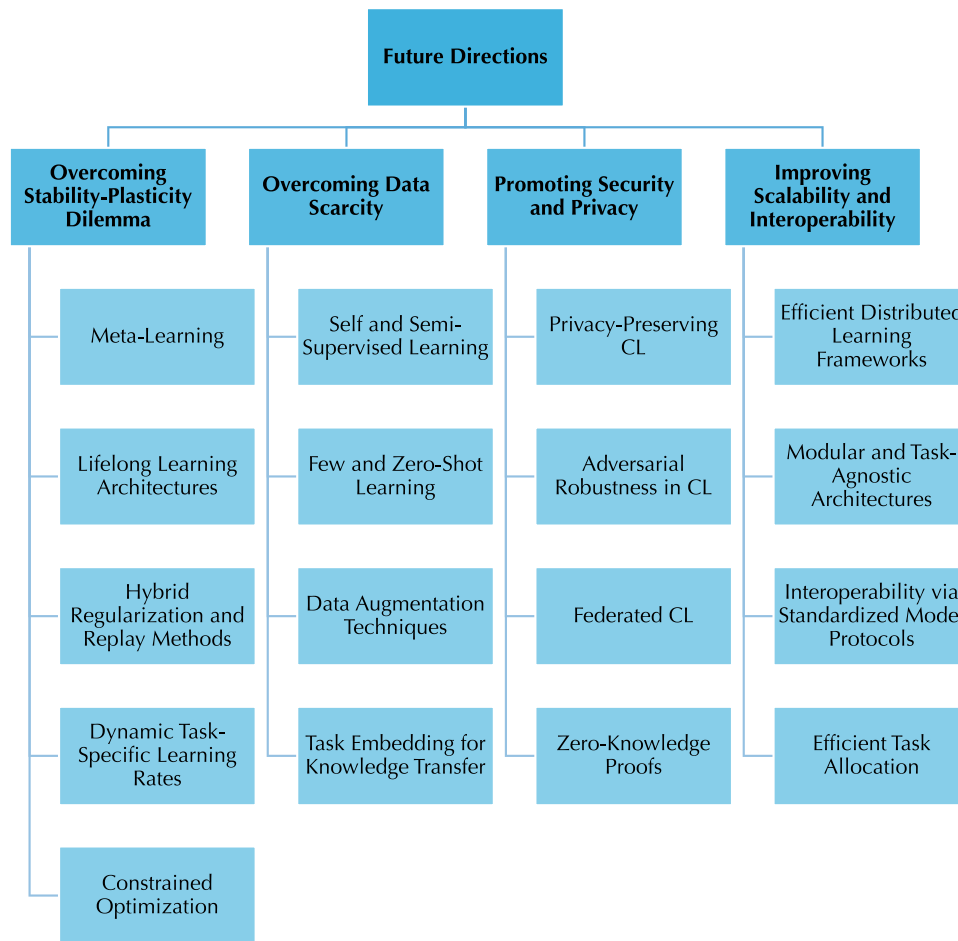 Future
Directions
Overcoming
Stability-Plasticity
Dilemma
Meta-Learning
Lifelong Learning
Architectures
Hybrid
Regularization and
Replay Methods
Dynamic Task-
Specific Learning
Rates
Constrained
Optimization
Overcoming Data
Scarcity
Self and Semi-
Supervised Learning
Few and Zero-Shot
Learning
Data Augmentation
Techniques
Task Embedding for
Knowledge Transfer
Promoting Security
and Privacy
Privacy-Preserving
CL
Adversarial
Robustness in CL
Federated CL
Zero-Knowledge
Proofs
Improving
Scalability and
Interoperability
Efficient Distributed
Learning
Frameworks
Modular and Task-
Agnostic
Architectures
Interoperability via
Standardized Model
Protocols
Efficient Task
Allocation